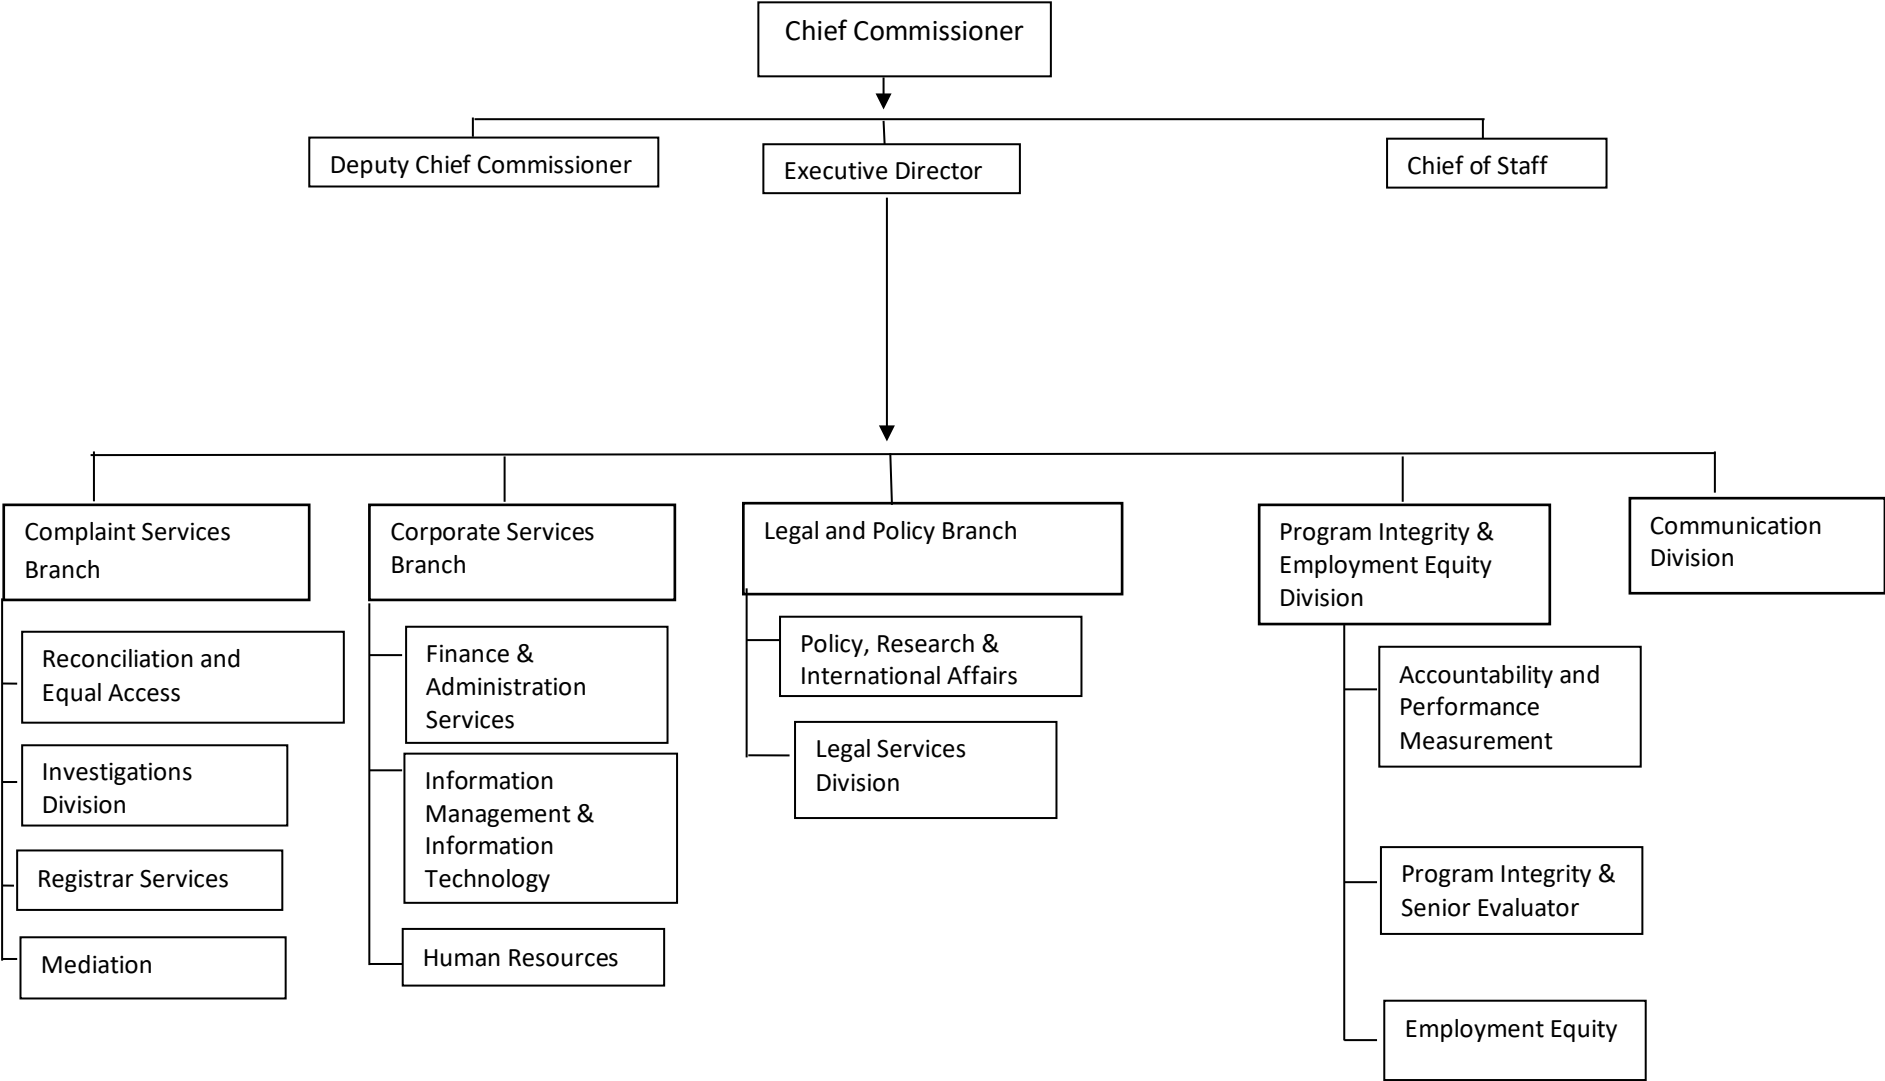 Chief Commissioner
Deputy Chief Commissioner
Executive Director
Chief of Staff
Complaint Services
Branch
Corporate Services
Branch
Legal and Policy Branch
Program Integrity &
Employment Equity
Division
Communication
Division
Reconciliation and
Equal Access
Investigations
Division
Registrar Services
Mediation
Finance &
Administration
Services
Information
Management &
Information
Technology
Human Resources
Policy, Research &
International Affairs
Legal Services
Division
Accountability and
Performance
Measurement
Program Integrity &
Senior Evaluator
Employment Equity